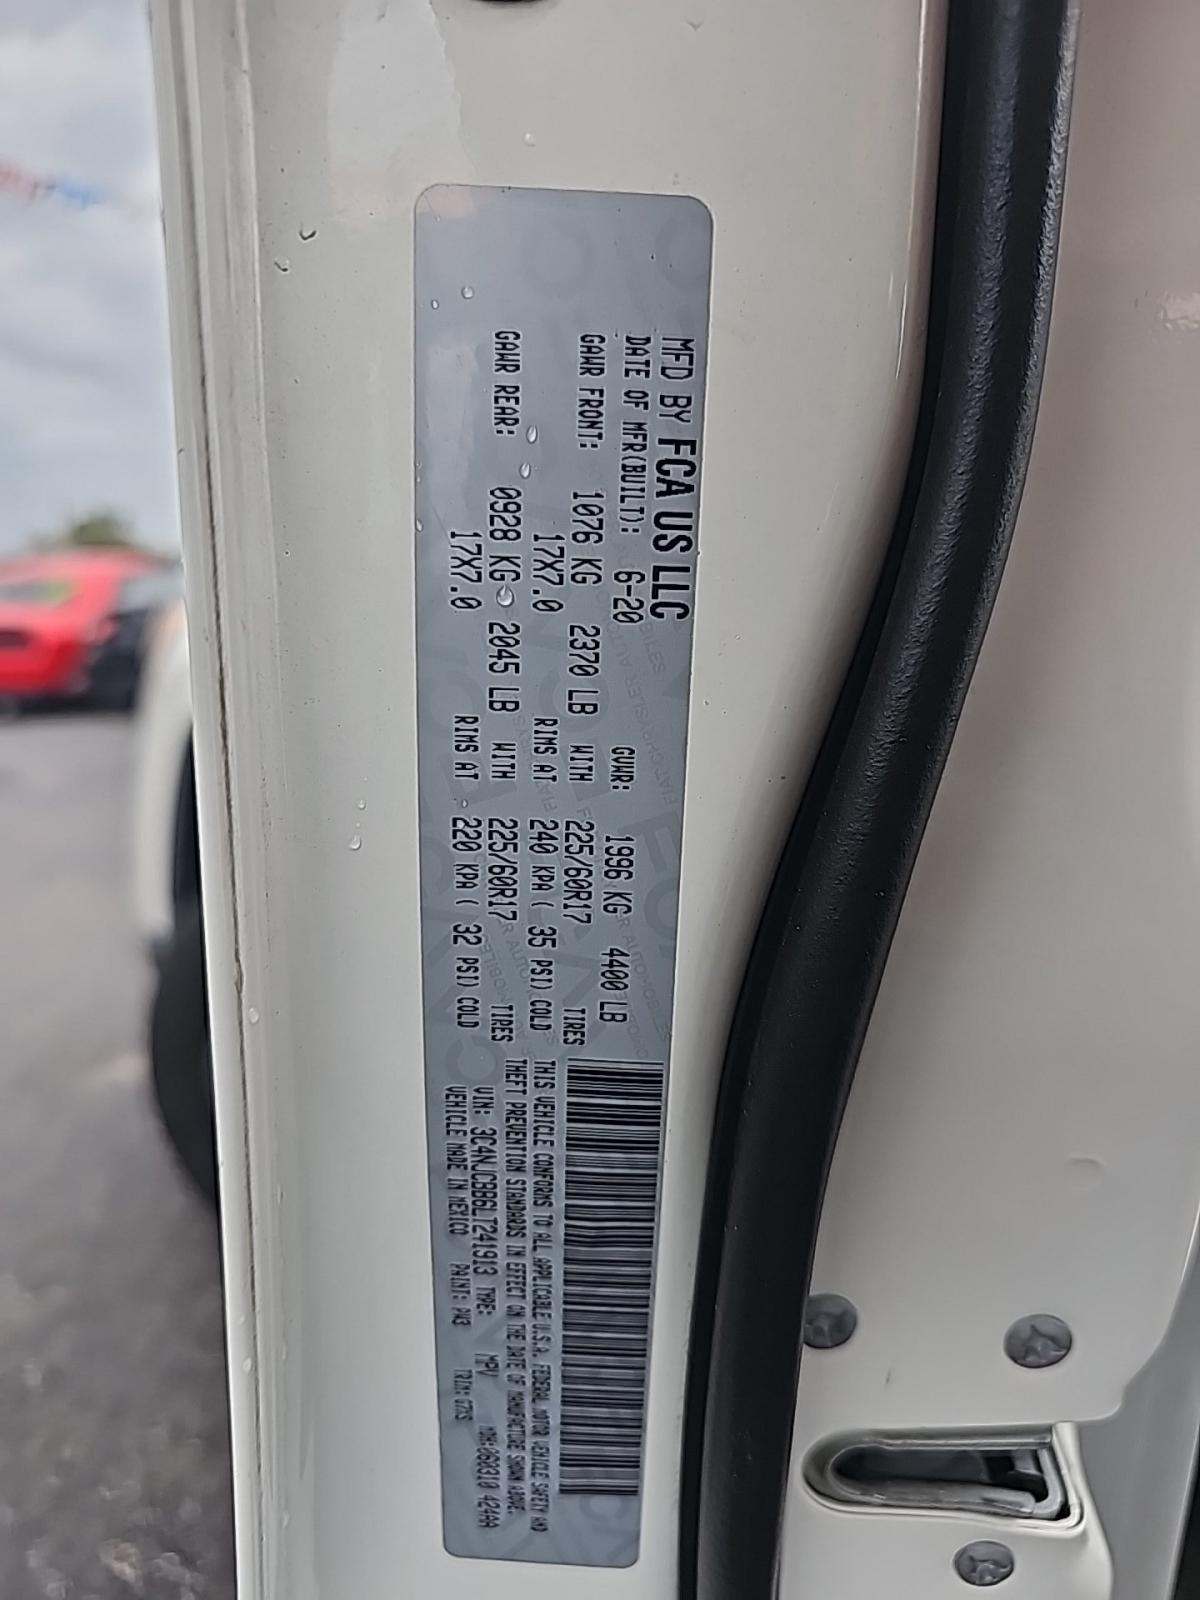 MFD BY FCA US LLC
DATE OF MFR(BUILT): 6-20 GVWR: 1996 KG 4400 LB
GAWR FRONT: 1076 KG 2370 LB WITH 225/60R17 TIRES
17X7.0 RIMS AT 240 KPA( 35 PSI) COLD
GAWR REAR: 0928 KG 2045 LB WITH 225/60R17 TIRES
17X7.0 RIMS AT 220 KPA( 32 PSI) COLD
THIS VEHICLE CONFORMS TO ALL APPLICABLE U.S.A. FEDERAL MOTOR VEHICLE SAFETY AND
THEFT PREVENTION STANDARDS IN EFFECT ON THE DATE OF MANUFACTURE SHOWN ABOVE.
VIN: 3C4NJCBB6LT241913 TYPE: MPV MDH:060310 424AA
VEHICLE MADE IN MEXICO PAINT: PW3 TRIM: